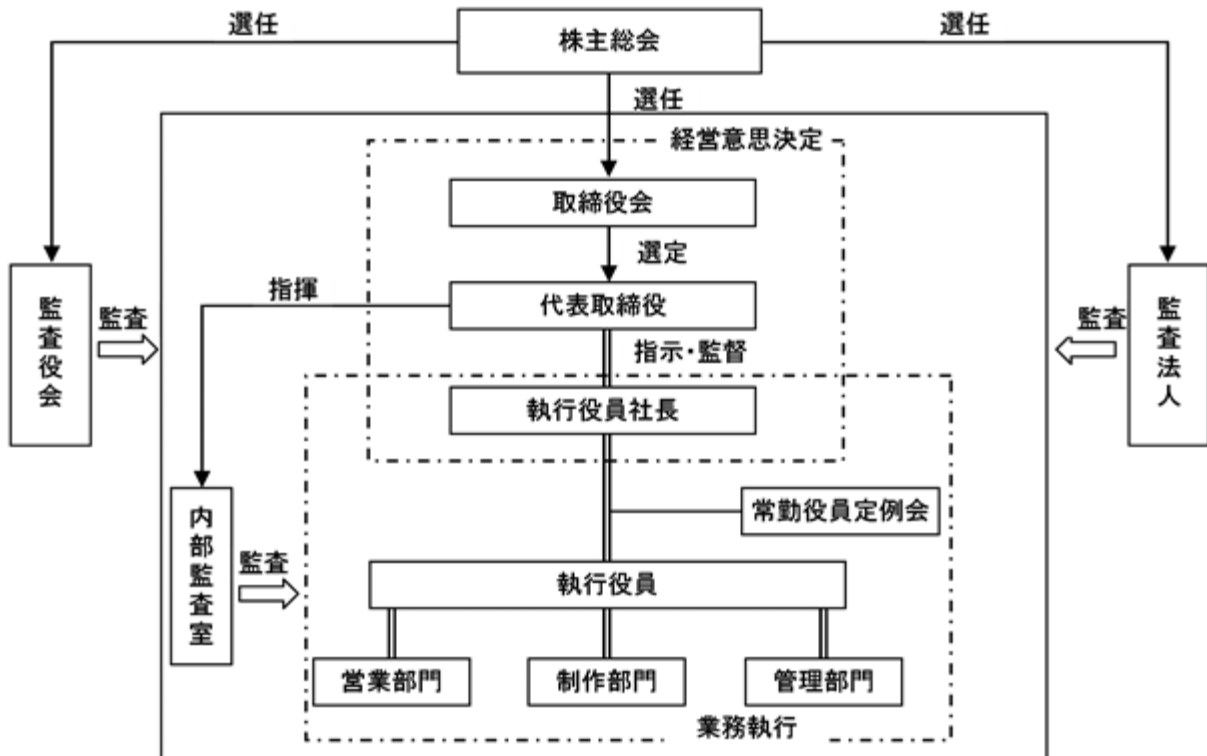 選任
株主総会
選任
選任
経営意思決定
取締役会
選定
代表取締役
指揮
指示・監督
監査役会
監査
監査
監査法人
執行役員社長
常勤役員定例会
内部監査室
監査
執行役員
営業部門
制作部門
管理部門
業務執行